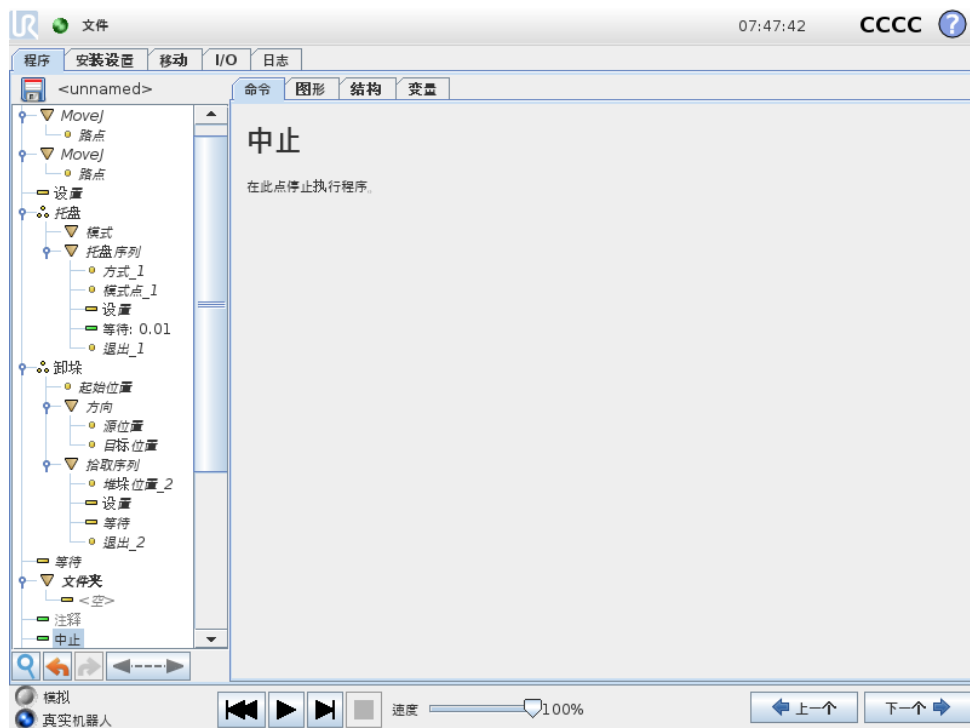 UR 文件 07:47:42 CCCC ?
程序 安装设置 移动 I/O 日志
<unnamed> 命令 图形 结构 变量
MoveJ
路点
MoveJ
路点
设置
托盘
模式
托盘序列
方式_1
模式点_1
设置
等待: 0.01
退出_1
卸垛
起始位置
方向
源位置
目标位置
拾取序列
堆垛位置_2
设置
等待
退出_2
等待
文件夹
<空>
注释
中止
中止
在此点停止执行程序。
模拟
真实机器人
速度 100% 上一个 下一个